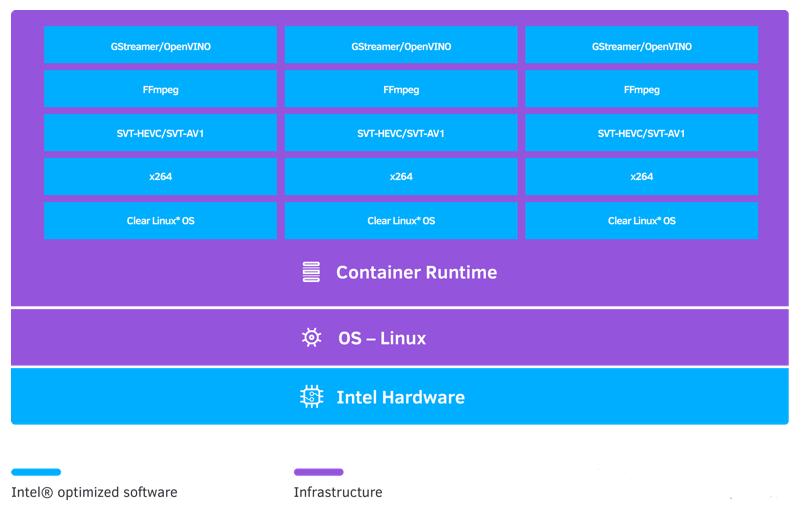 GStreamer/OpenVINO GStreamer/OpenVINO GStreamer/OpenVINO
FFmpeg FFmpeg FFmpeg
SVT-HEVC/SVT-AV1 SVT-HEVC/SVT-AV1 SVT-HEVC/SVT-AV1
x264 x264 x264
Clear Linux* OS Clear Linux* OS Clear Linux* OS
Container Runtime
OS – Linux
Intel Hardware
Intel® optimized software Infrastructure